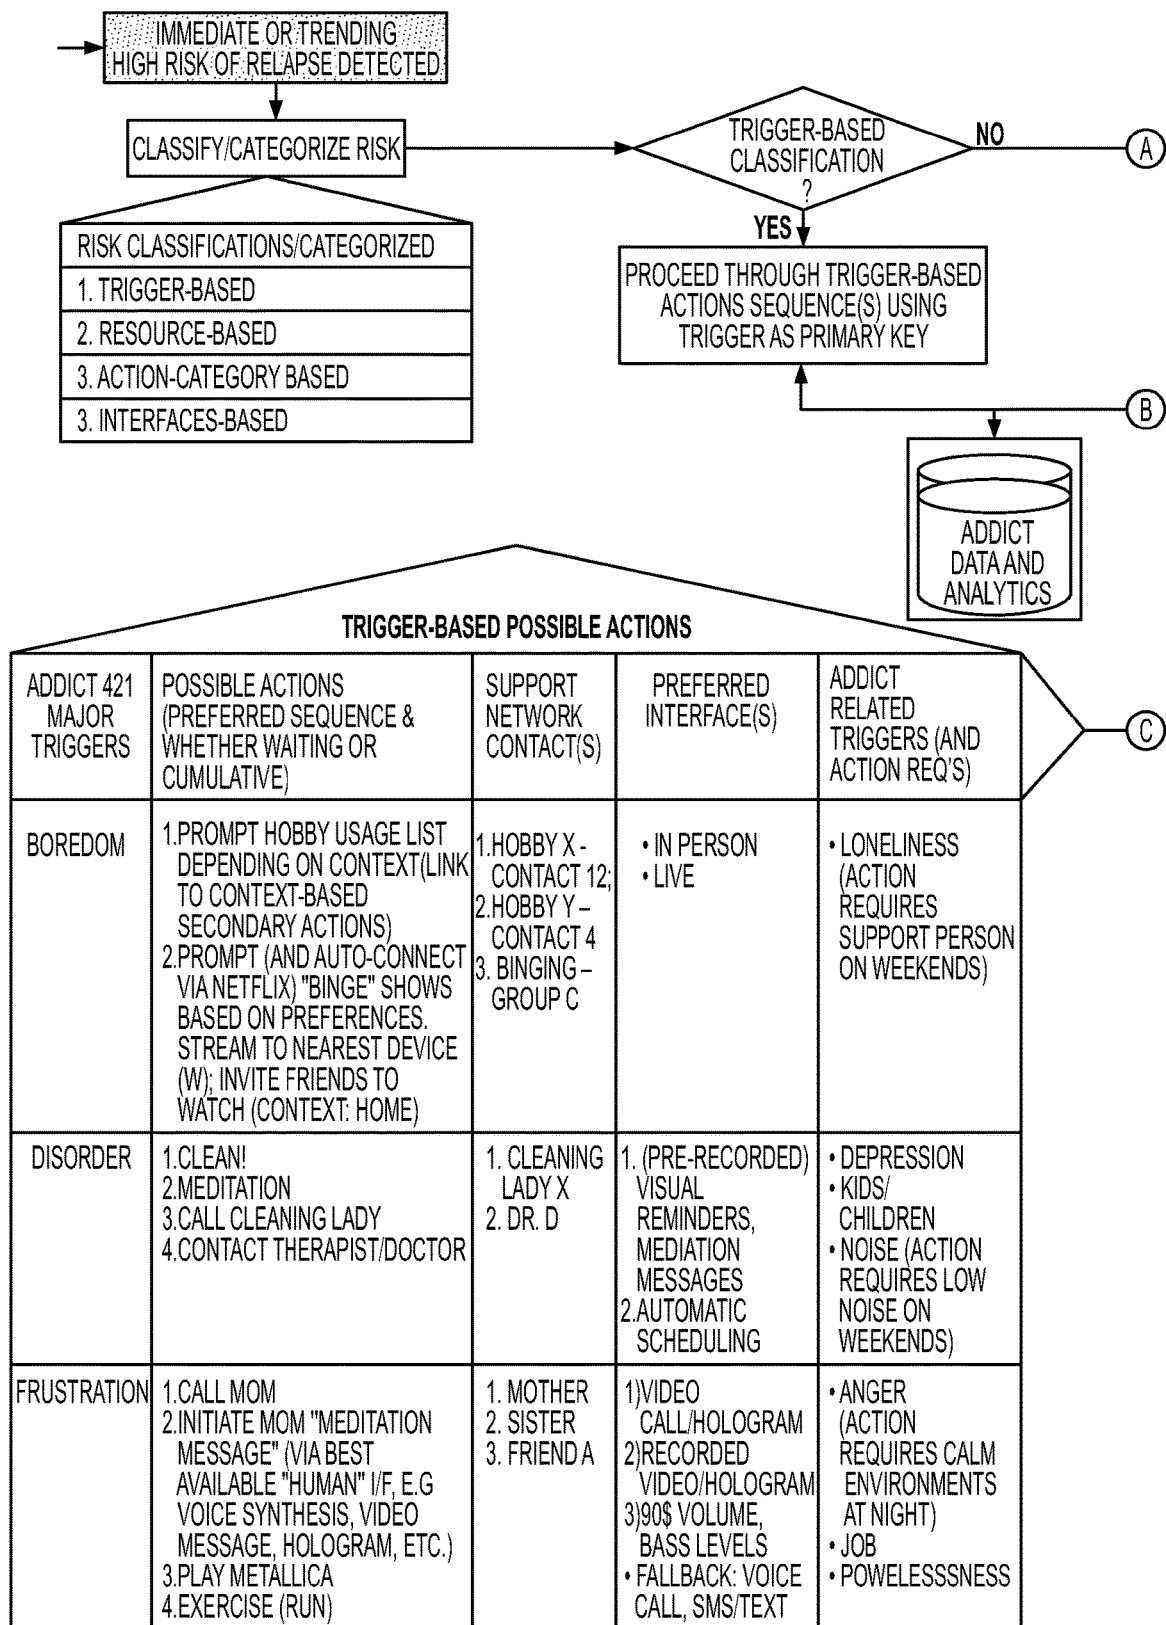 IMMEDIATE OR TRENDING
HIGH RISK OF RELAPSE DETECTED
CLASSIFY/CATEGORIZE RISK
TRIGGER-BASED
CLASSIFICATION
?
NO
A
YES
RISK CLASSIFICATIONS/CATEGORIZED
1. TRIGGER-BASED
2. RESOURCE-BASED
3. ACTION-CATEGORY BASED
3. INTERFACES-BASED
PROCEED THROUGH TRIGGER-BASED
ACTIONS SEQUENCE(S) USING
TRIGGER AS PRIMARY KEY
B
ADDICT
DATA AND
ANALYTICS
TRIGGER-BASED POSSIBLE ACTIONS
C
ADDICT 421
MAJOR
TRIGGERS
POSSIBLE ACTIONS
(PREFERRED SEQUENCE &
WHETHER WAITING OR
CUMULATIVE)
SUPPORT
NETWORK
CONTACT(S)
PREFERRED
INTERFACE(S)
ADDICT
RELATED
TRIGGERS (AND
ACTION REQ'S)
BOREDOM
1.PROMPT HOBBY USAGE LIST
DEPENDING ON CONTEXT(LINK
TO CONTEXT-BASED
SECONDARY ACTIONS)
2.PROMPT (AND AUTO-CONNECT
VIA NETFLIX) "BINGE" SHOWS
BASED ON PREFERENCES.
STREAM TO NEAREST DEVICE
(W); INVITE FRIENDS TO
WATCH (CONTEXT: HOME)
1.HOBBY X -
CONTACT 12;
2.HOBBY Y –
CONTACT 4
3. BINGING –
GROUP C
• IN PERSON
• LIVE
• LONELINESS
(ACTION
REQUIRES
SUPPORT PERSON
ON WEEKENDS)
DISORDER
1.CLEAN!
2.MEDITATION
3.CALL CLEANING LADY
4.CONTACT THERAPIST/DOCTOR
1. CLEANING
LADY X
2. DR. D
1. (PRE-RECORDED)
VISUAL
REMINDERS,
MEDIATION
MESSAGES
2.AUTOMATIC
SCHEDULING
• DEPRESSION
• KIDS/
CHILDREN
• NOISE (ACTION
REQUIRES LOW
NOISE ON
WEEKENDS)
FRUSTRATION
1.CALL MOM
2.INITIATE MOM "MEDITATION
MESSAGE" (VIA BEST
AVAILABLE "HUMAN" I/F, E.G
VOICE SYNTHESIS, VIDEO
MESSAGE, HOLOGRAM, ETC.)
3.PLAY METALLICA
4.EXERCISE (RUN)
1. MOTHER
2. SISTER
3. FRIEND A
1)VIDEO
CALL/HOLOGRAM
2)RECORDED
VIDEO/HOLOGRAM
3)90$ VOLUME,
BASS LEVELS
• FALLBACK: VOICE
CALL, SMS/TEXT
• ANGER
(ACTION
REQUIRES CALM
ENVIRONMENTS
AT NIGHT)
• JOB
• POWELESSSNESS